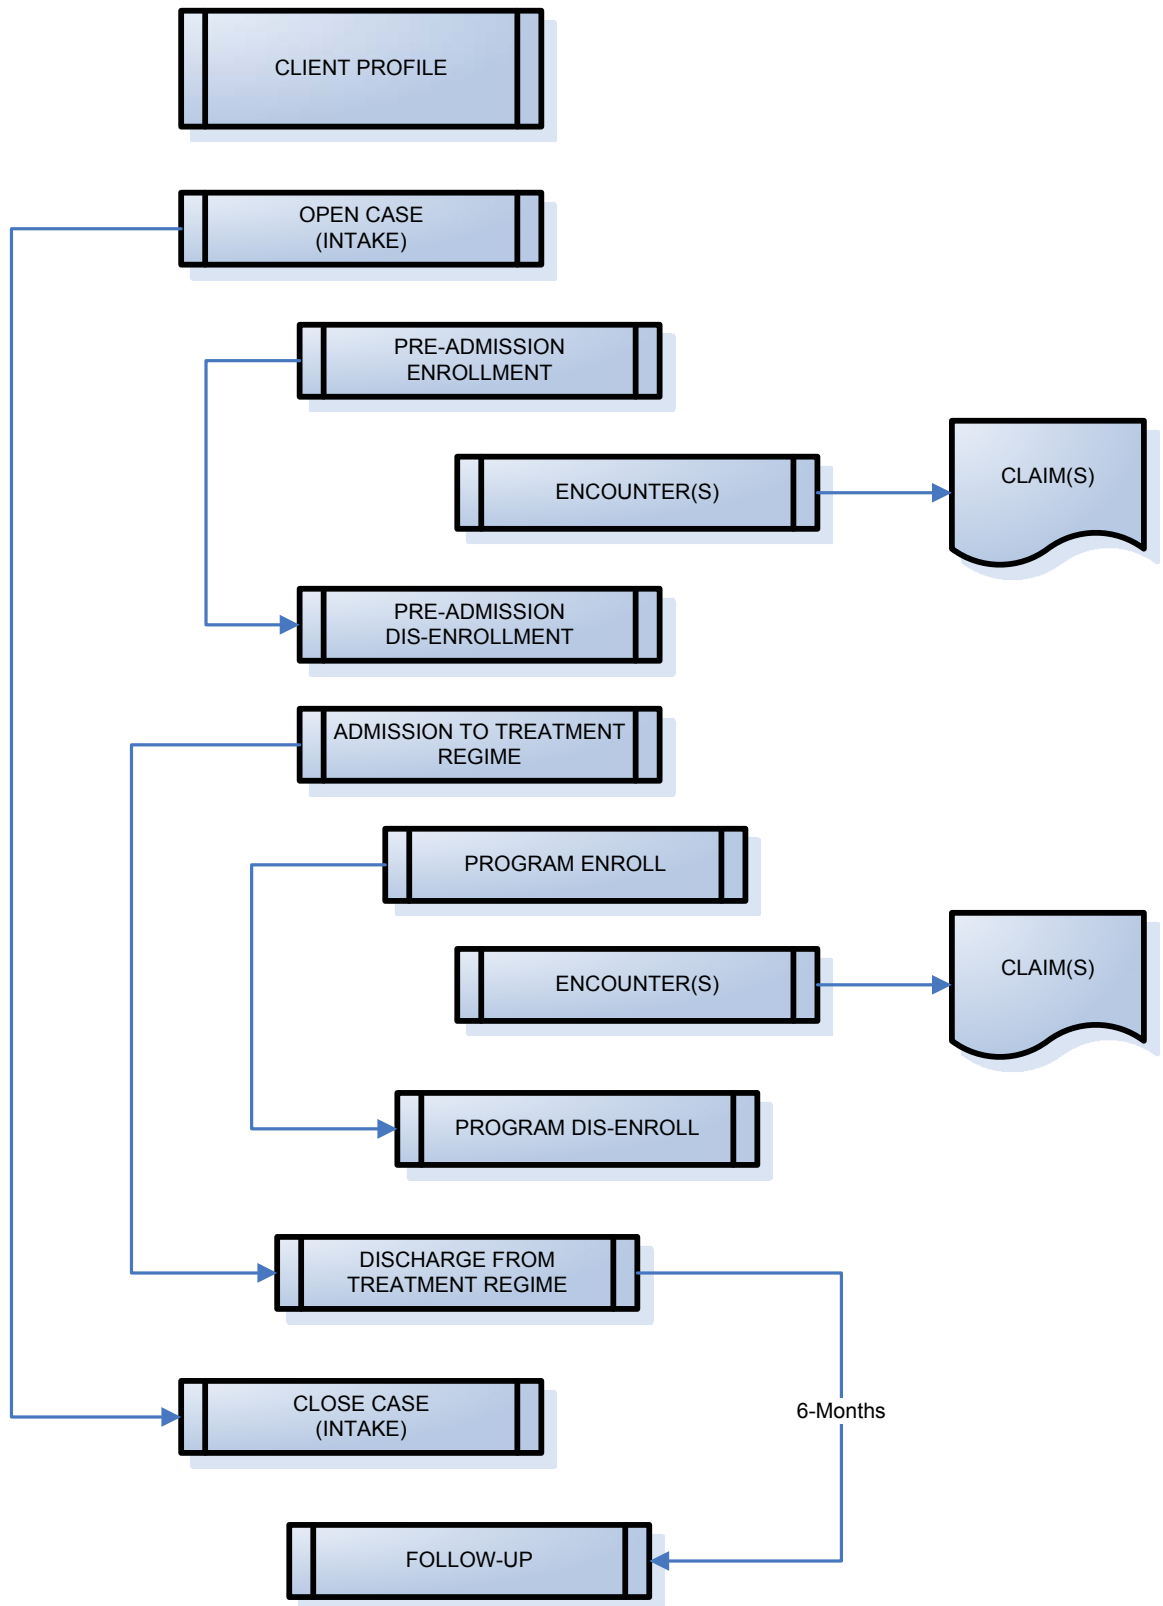 CLIENT PROFILE
OPEN CASE
(INTAKE)
PRE-ADMISSION
ENROLLMENT
ENCOUNTER(S)
CLAIM(S)
PRE-ADMISSION
DIS-ENROLLMENT
ADMISSION TO TREATMENT
REGIME
PROGRAM ENROLL
ENCOUNTER(S)
CLAIM(S)
PROGRAM DIS-ENROLL
DISCHARGE FROM
TREATMENT REGIME
CLOSE CASE
(INTAKE)
6-Months
FOLLOW-UP